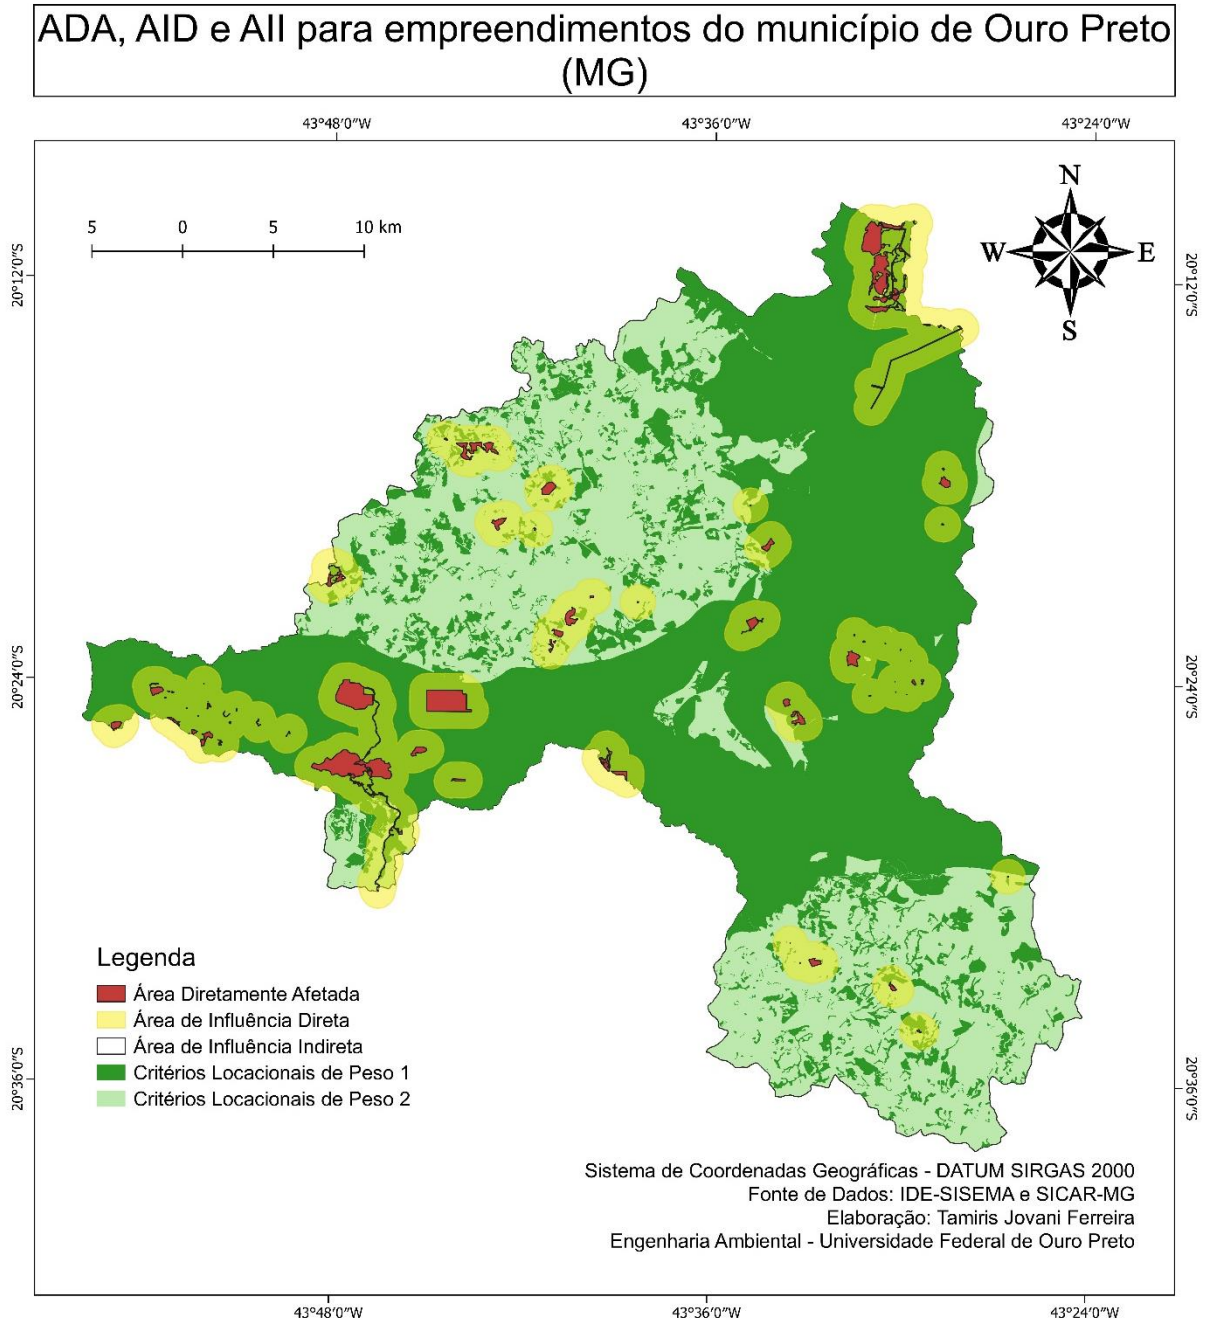 ADA, AID e AII para empreendimentos do município de Ouro Preto
(MG)
43°48'0"W
43°36'0"W
43°24'0"W
5 0 5 10 km
N
W E
S
20°12'0"S
20°12'0"S
20°24'0"S
20°24'0"S
Legenda
Área Diretamente Afetada
Área de Influência Direta
Área de Influência Indireta
Critérios Locacionais de Peso 1
Critérios Locacionais de Peso 2
20°36'0"S
20°36'0"S
Sistema de Coordenadas Geográficas - DATUM SIRGAS 2000
Fonte de Dados: IDE-SISEMA e SICAR-MG
Elaboração: Tamiris Jovani Ferreira
Engenharia Ambiental - Universidade Federal de Ouro Preto
43°48'0"W
43°36'0"W
43°24'0"W